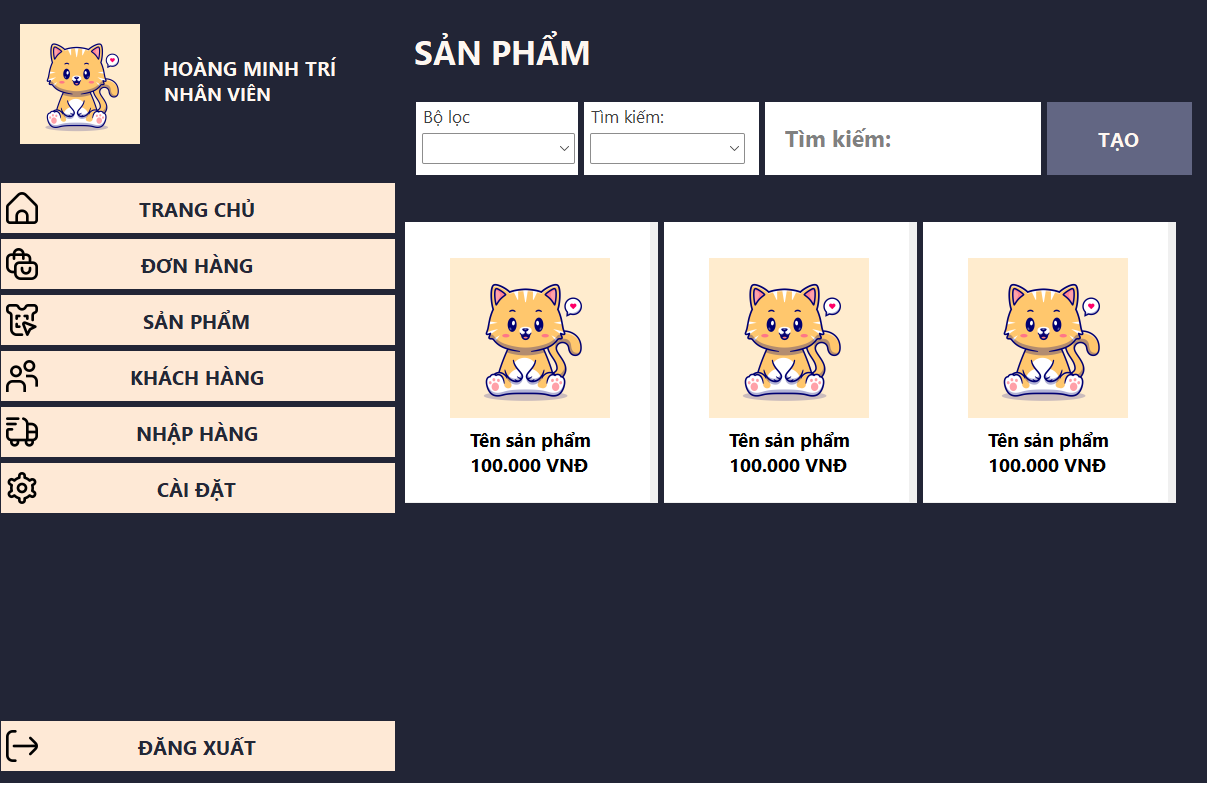 HOÀNG MINH TRÍ
NHÂN VIÊN
TRANG CHỦ
ĐƠN HÀNG
SẢN PHẨM
KHÁCH HÀNG
NHẬP HÀNG
CÀI ĐẶT
ĐĂNG XUẤT
SẢN PHẨM
Bộ lọc
Tìm kiếm:
Tìm kiếm:
TẠO
Tên sản phẩm
100.000 VNĐ
Tên sản phẩm
100.000 VNĐ
Tên sản phẩm
100.000 VNĐ